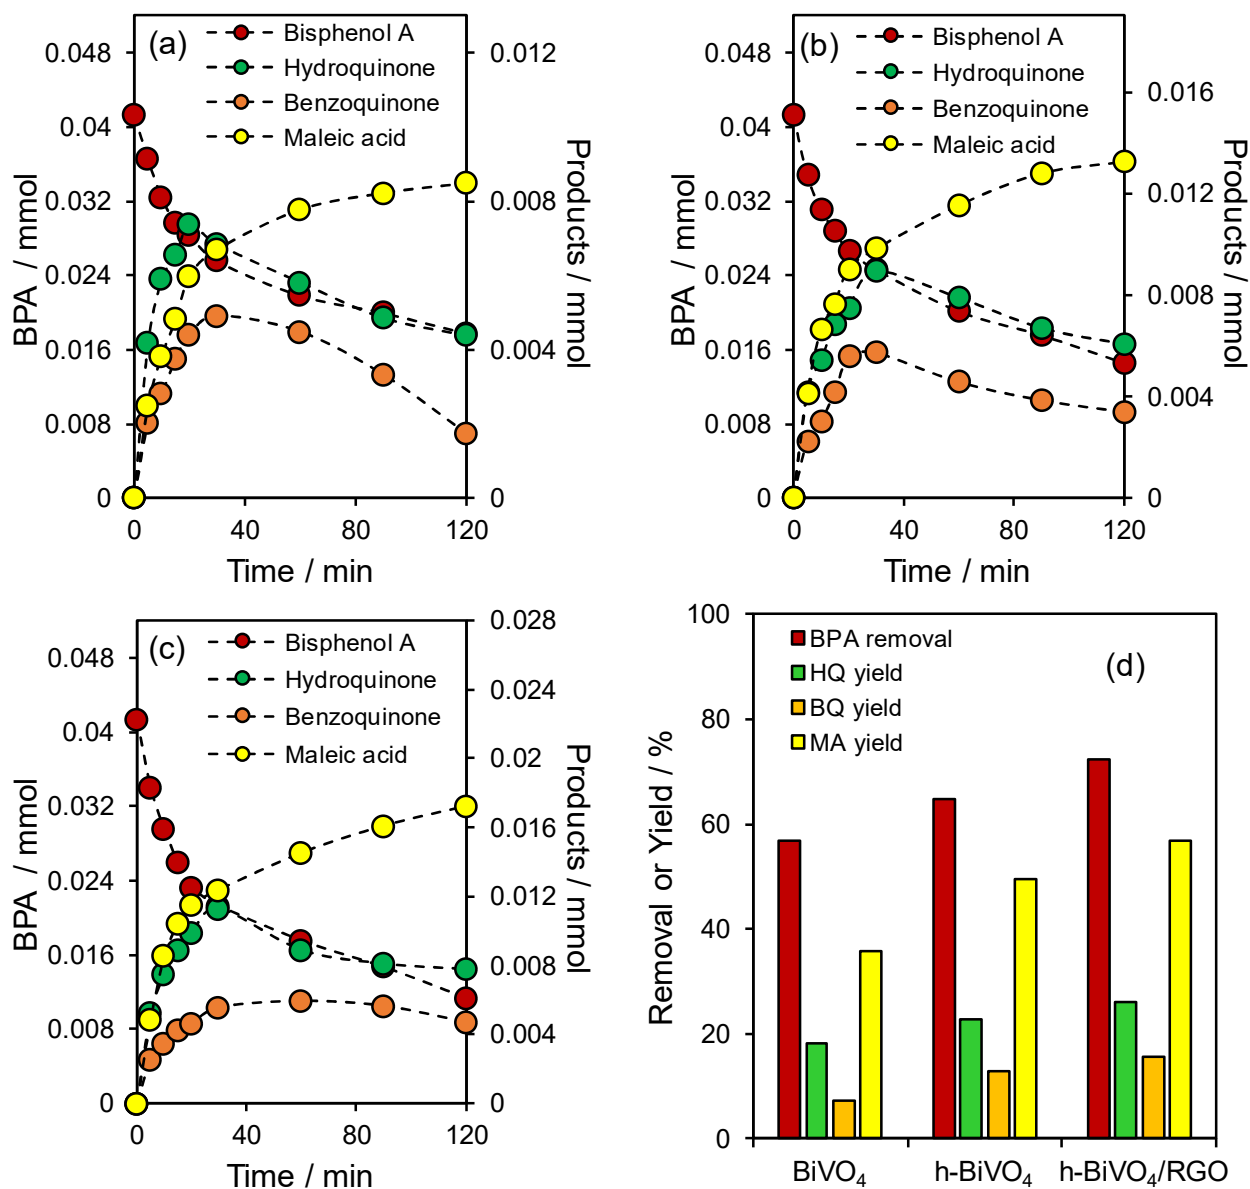 (a)
Bisphenol A
Hydroquinone
Benzoquinone
Maleic acid
0.048
0.04
0.032
0.024
0.016
0.008
0
BPA / mmol
0.012
0.008
0.004
0
Products / mmol
0
40
80
120
Time / min
(b)
Bisphenol A
Hydroquinone
Benzoquinone
Maleic acid
0.048
0.04
0.032
0.024
0.016
0.008
0
BPA / mmol
0.016
0.012
0.008
0.004
0
Products / mmol
0
40
80
120
Time / min
(c)
Bisphenol A
Hydroquinone
Benzoquinone
Maleic acid
0.048
0.04
0.032
0.024
0.016
0.008
0
BPA / mmol
0.028
0.024
0.02
0.016
0.012
0.008
0.004
0
Products / mmol
0
40
80
120
Time / min
(d)
BPA removal
HQ yield
BQ yield
MA yield
100
80
60
40
20
0
Removal or Yield / %
BiVO₄
h-BiVO₄
h-BiVO₄/RGO